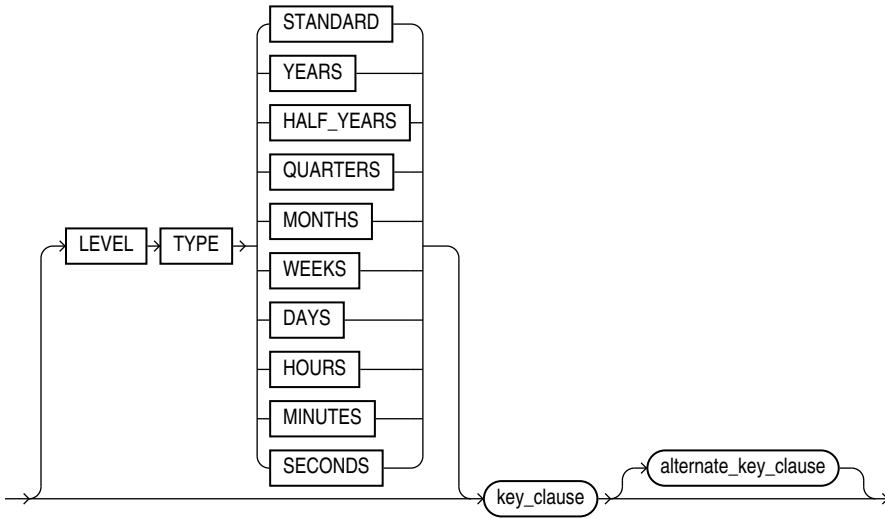 STANDARD
YEARS
HALF_YEARS
QUARTERS
MONTHS
LEVEL TYPE
WEEKS
DAYS
HOURS
MINUTES
SECONDS
alternate_key_clause
key_clause